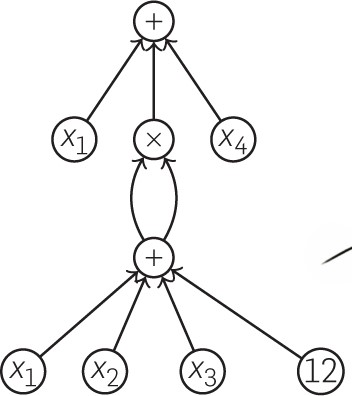 +
x₁ × x₄
+
x₁ x₂ x₃ 12